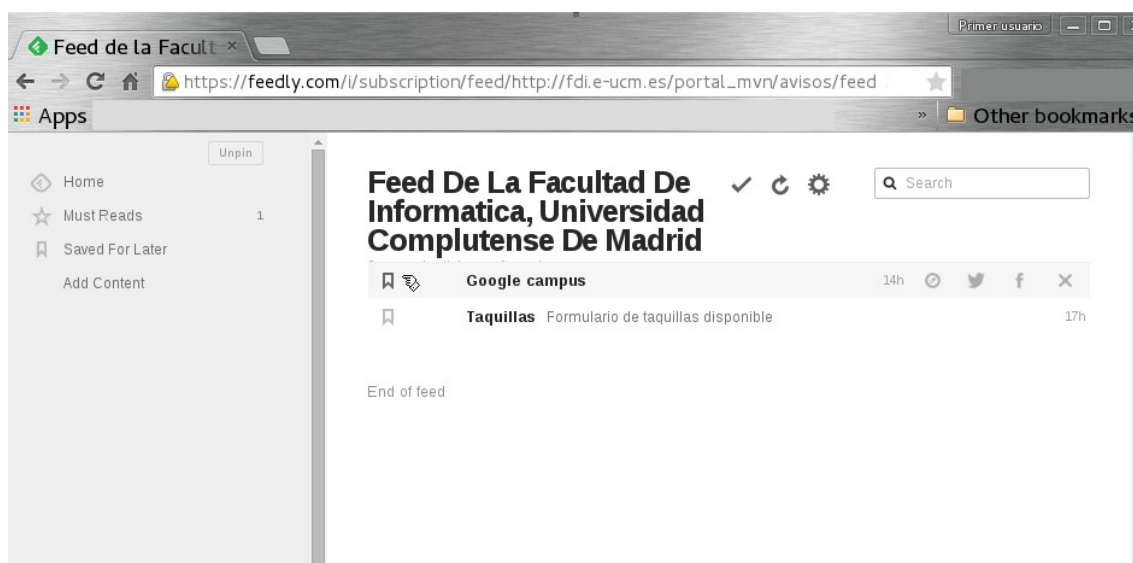 Primer usuario
Feed de la Facult
https://feedly.com/i/subscription/feed/http://fdi.e-ucm.es/portal_mvn/avisos/feed
Apps
» Other bookmarks
Unpin
Home
Must Reads 1
Saved For Later
Add Content
Feed De La Facultad De
Informatica, Universidad
Complutense De Madrid
Search
Google campus 14h
Taquillas Formulario de taquillas disponible 17h
End of feed